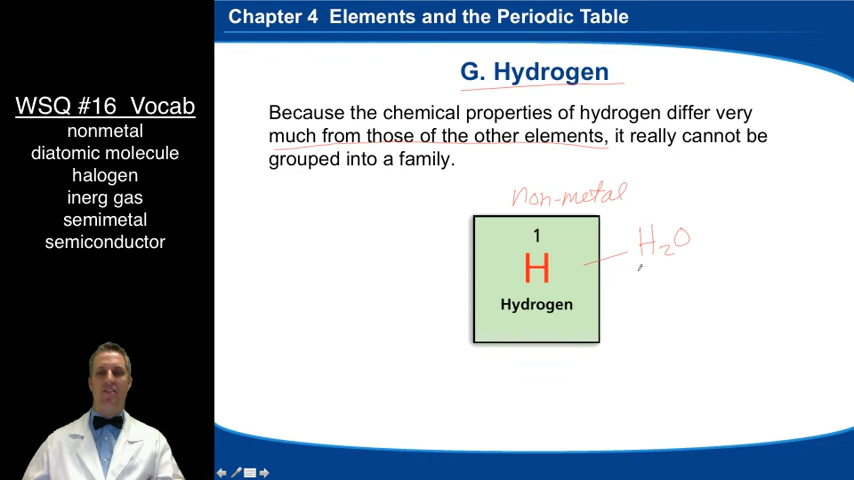 Chapter 4 Elements and the Periodic Table
WSQ #16 Vocab
nonmetal
diatomic molecule
halogen
inerg gas
semimetal
semiconductor
G. Hydrogen
Because the chemical properties of hydrogen differ very
much from those of the other elements, it really cannot be
grouped into a family.
non-metal
1
H
Hydrogen
H₂O